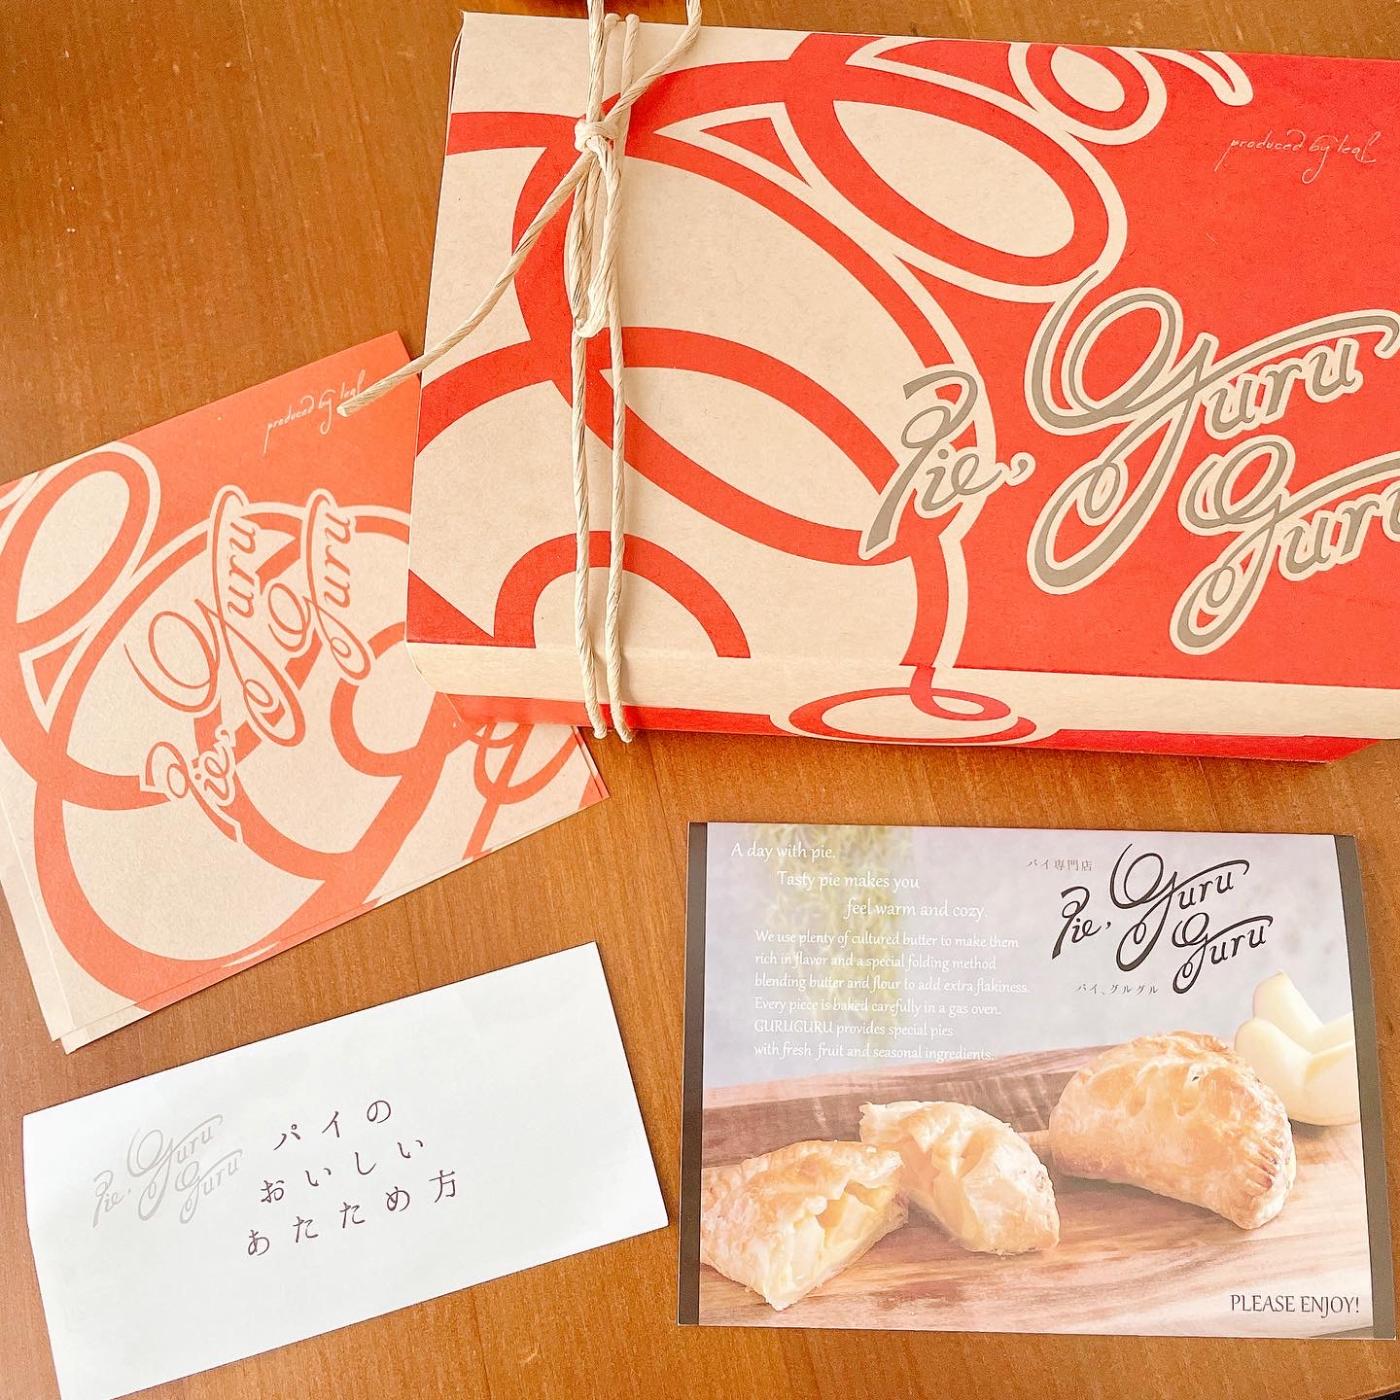 produced by leaf
Pie, Guru
Guru
produced by leaf
Pie, Guru
Guru
A day with pie.
Tasty pie makes you
feel warm and cozy.
We use plenty of cultured butter to make them
rich in flavor and a special folding method
blending butter and flour to add extra flakiness.
Every piece is baked carefully in a gas oven.
GURUGURU provides special pies
with fresh fruit and seasonal ingredients.
パイ専門店
Pie, Guru
Guru
パイ、グルグル
PLEASE ENJOY!
Pie, Guru
Guru
パイの
おいしい
あたため方